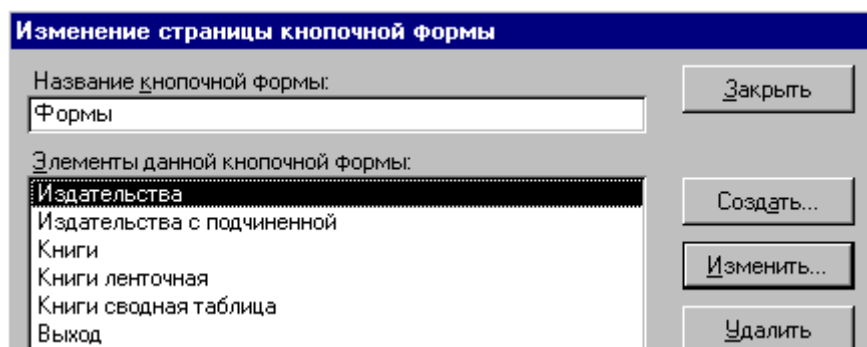 Изменение страницы кнопочной формы
Название кнопочной формы:
Закрыть
Формы
Элементы данной кнопочной формы:
Издательства
Создать...
Издательства с подчиненной
Книги
Изменить...
Книги ленточная
Книги сводная таблица
Выход
Удалить